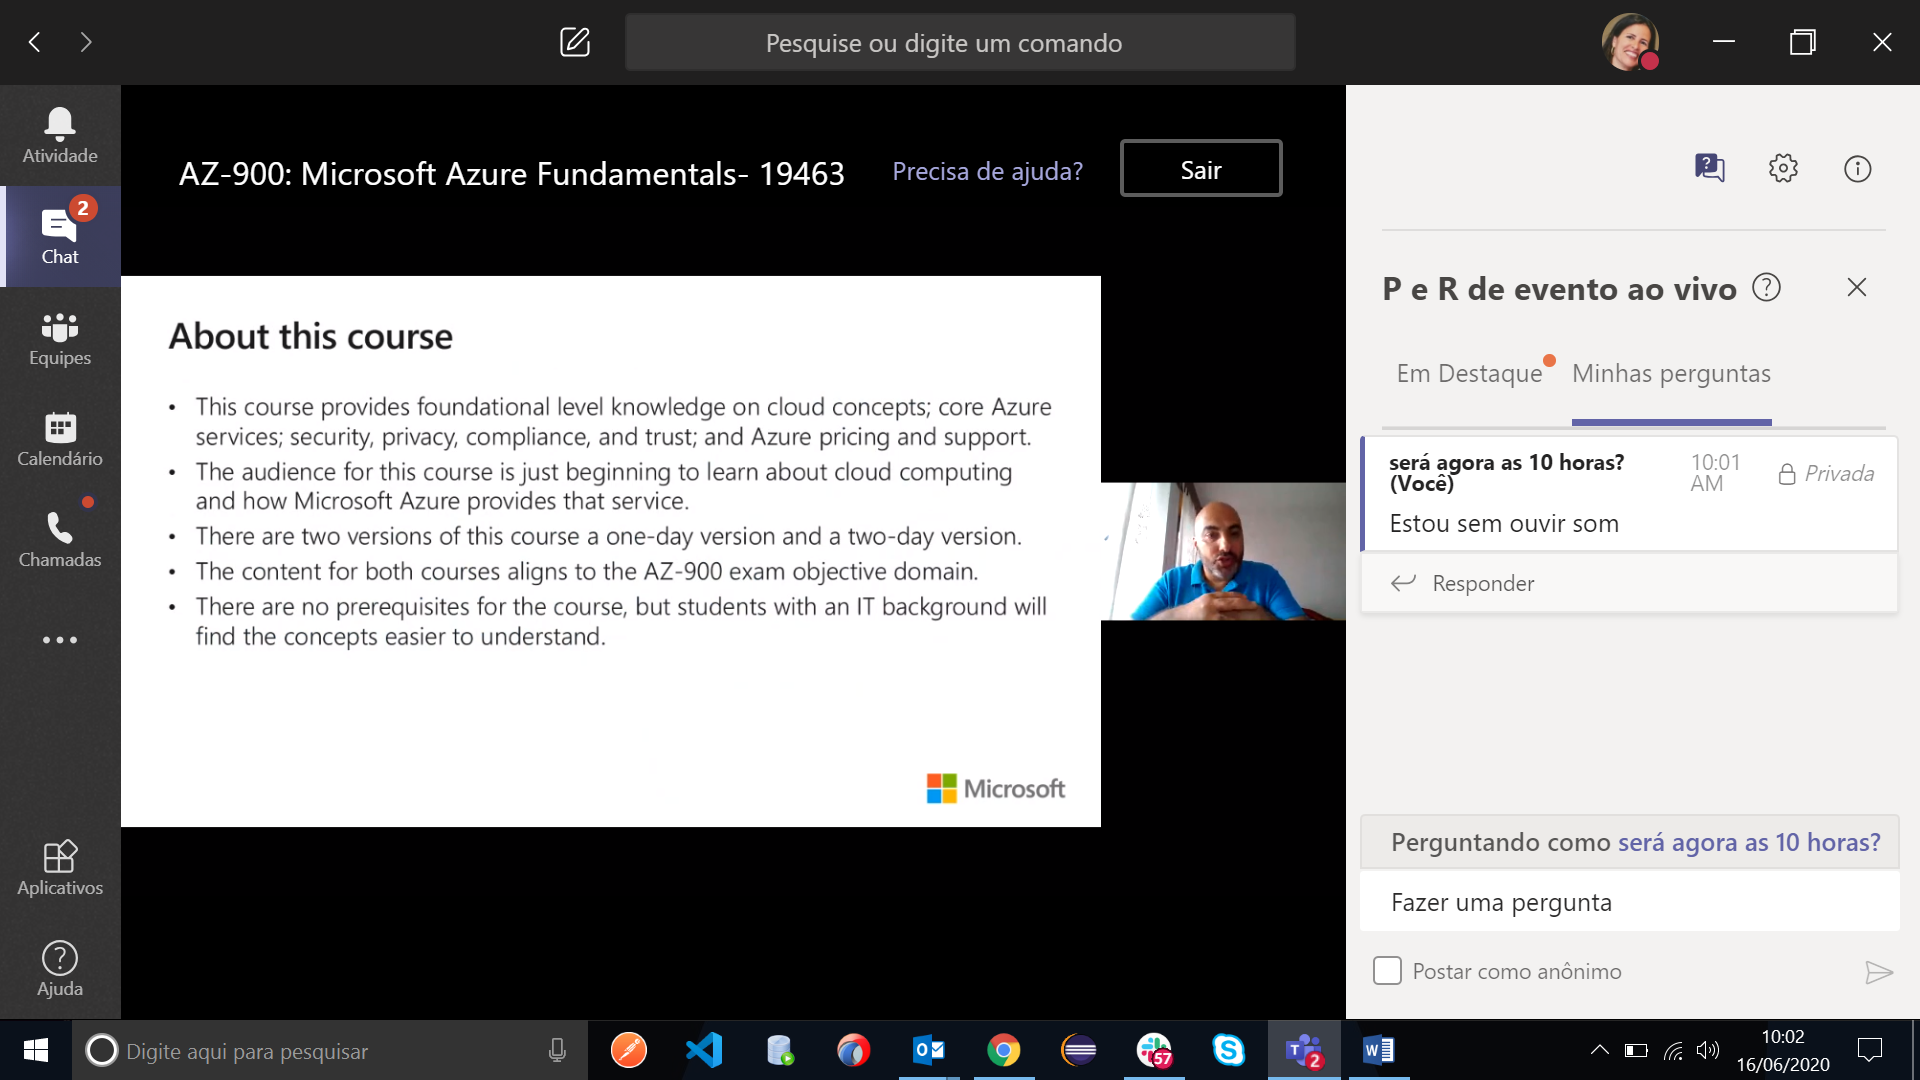 Pesquise ou digite um comando
Atividade
2
Chat
Equipes
Calendário
Chamadas
Aplicativos
Ajuda
AZ-900: Microsoft Azure Fundamentals- 19463
Precisa de ajuda?
Sair
About this course
• This course provides foundational level knowledge on cloud concepts; core Azure
services; security, privacy, compliance, and trust; and Azure pricing and support.
• The audience for this course is just beginning to learn about cloud computing
and how Microsoft Azure provides that service.
• There are two versions of this course a one-day version and a two-day version.
• The content for both courses aligns to the AZ-900 exam objective domain.
• There are no prerequisites for the course, but students with an IT background will
find the concepts easier to understand.
Microsoft
P e R de evento ao vivo
Em Destaque
Minhas perguntas
será agora as 10 horas?
(Você)
10:01
AM
Privada
Estou sem ouvir som
Responder
Perguntando como será agora as 10 horas?
Fazer uma pergunta
Postar como anônimo
Digite aqui para pesquisar
57
2
10:02
16/06/2020